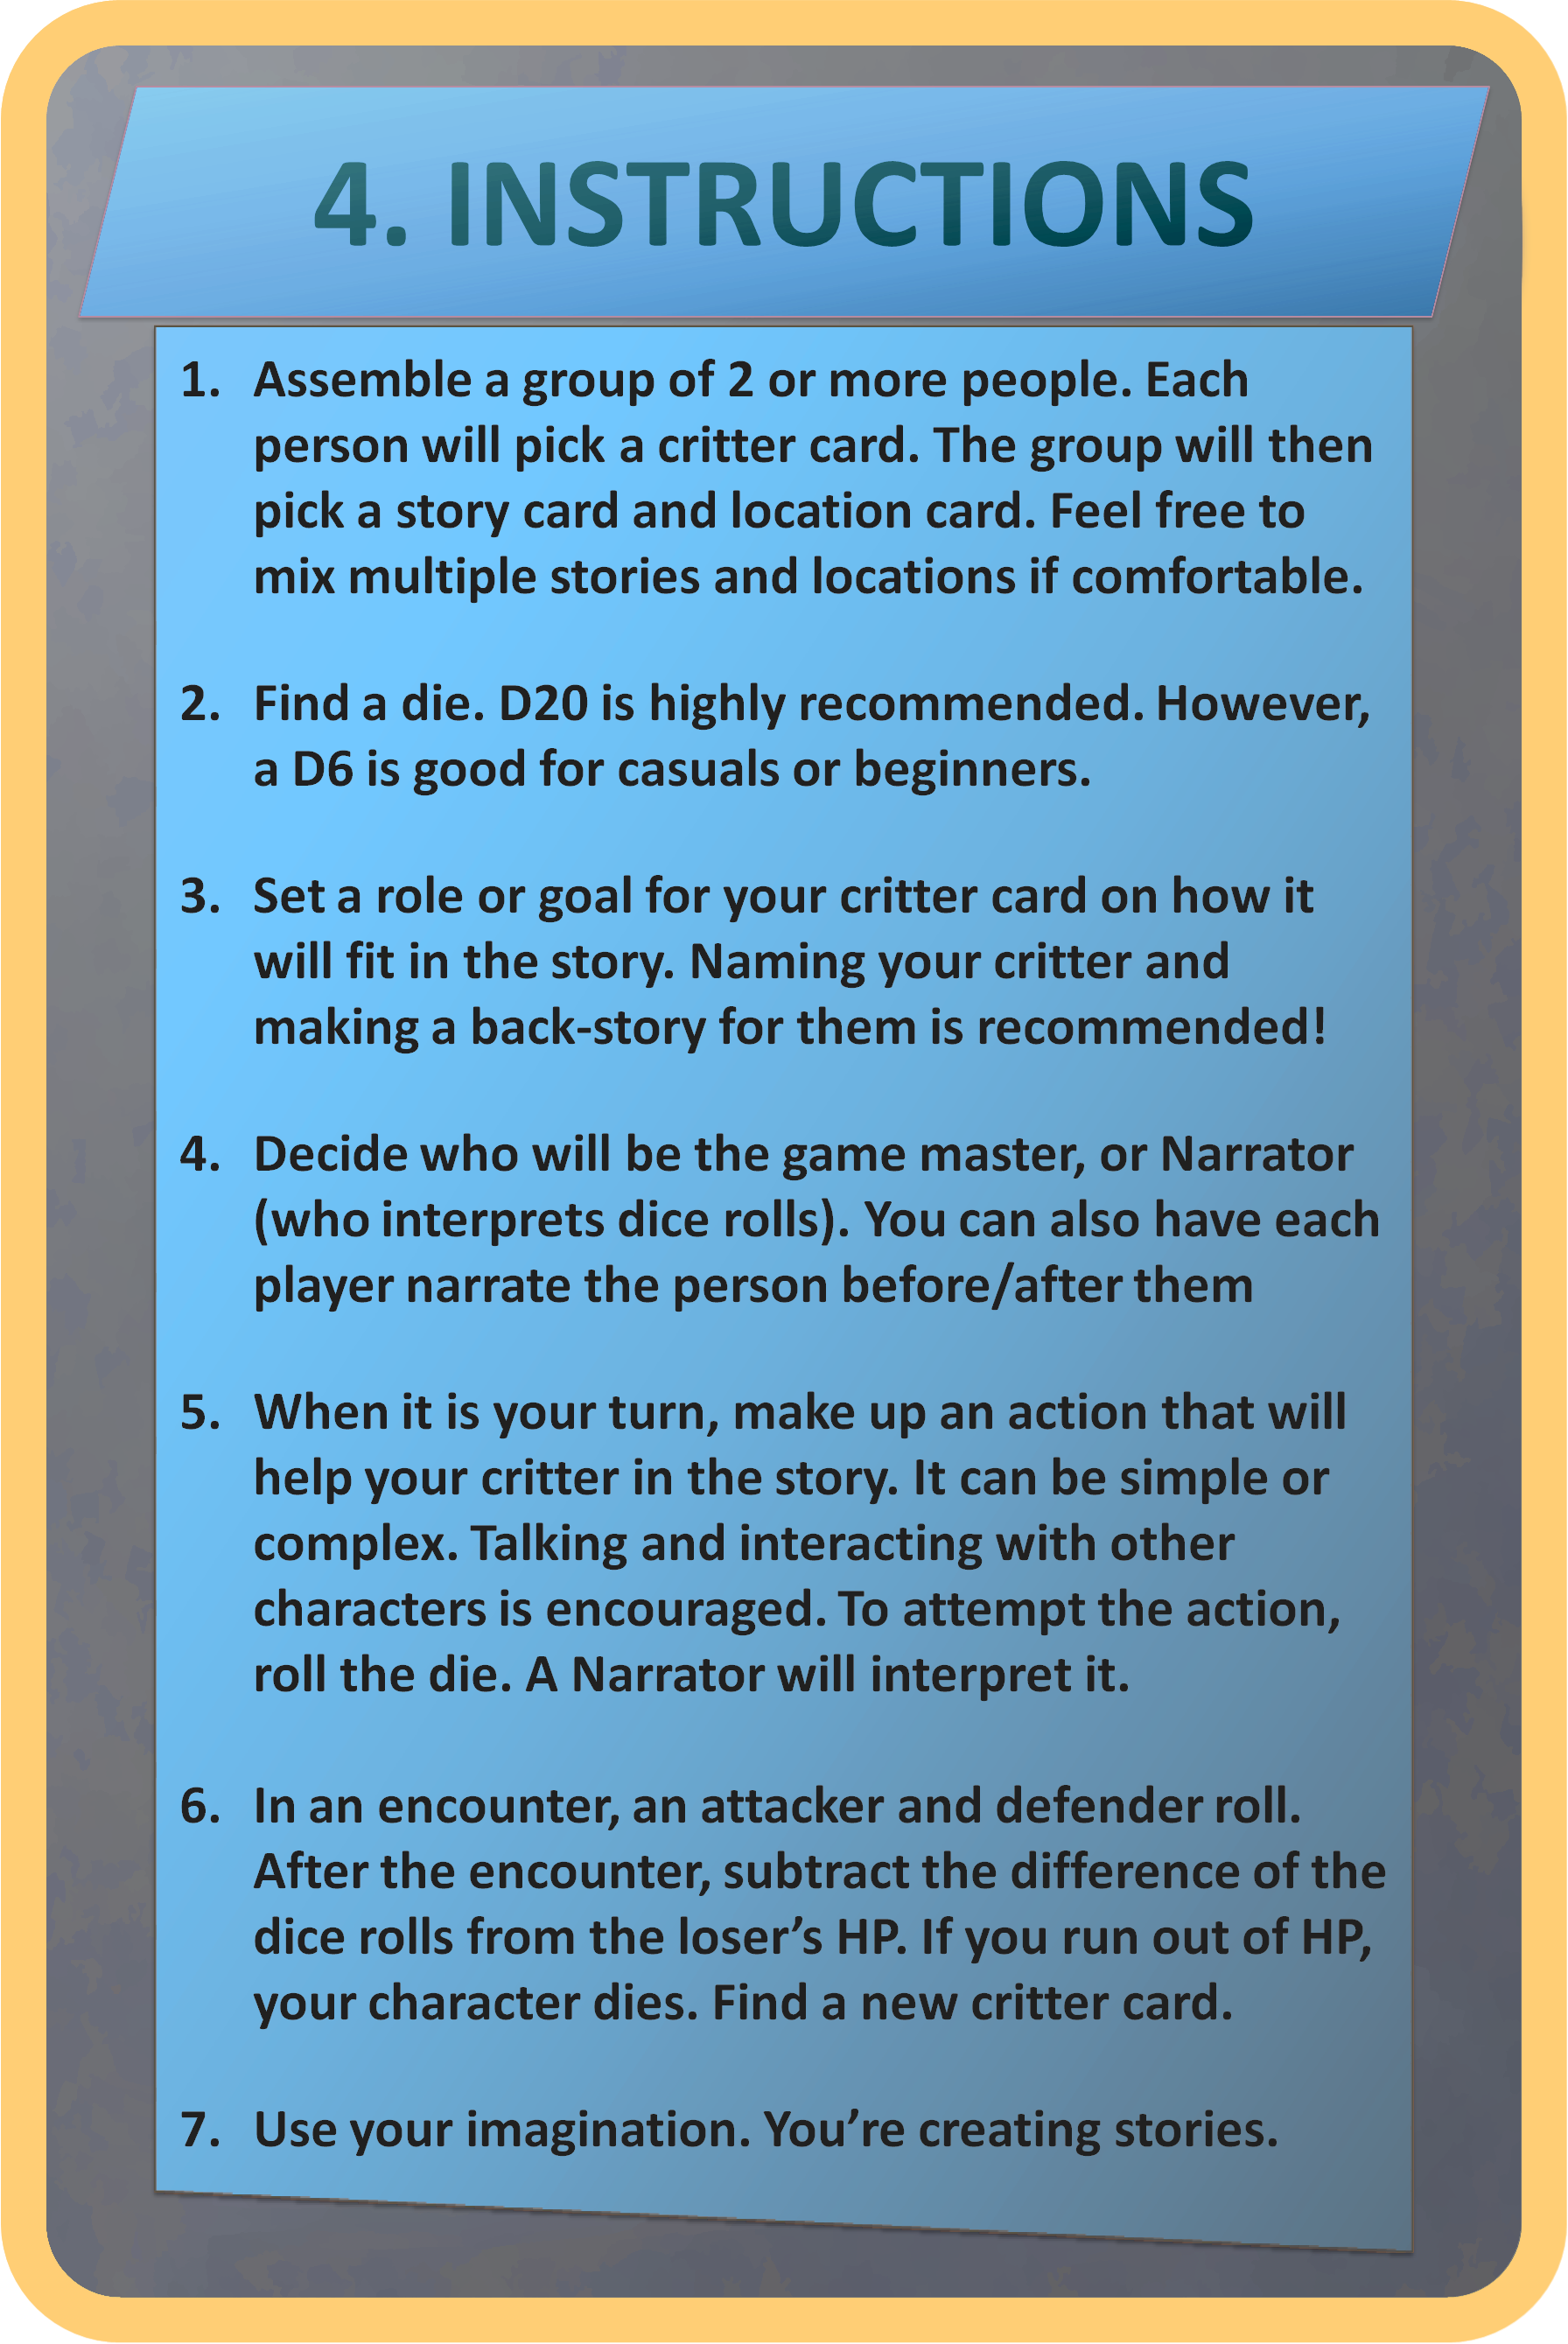 4. INSTRUCTIONS
1. Assemble a group of 2 or more people. Each
person will pick a critter card. The group will then
pick a story card and location card. Feel free to
mix multiple stories and locations if comfortable.
2. Find a die. D20 is highly recommended. However,
a D6 is good for casuals or beginners.
3. Set a role or goal for your critter card on how it
will fit in the story. Naming your critter and
making a back-story for them is recommended!
4. Decide who will be the game master, or Narrator
(who interprets dice rolls). You can also have each
player narrate the person before/after them
5. When it is your turn, make up an action that will
help your critter in the story. It can be simple or
complex. Talking and interacting with other
characters is encouraged. To attempt the action,
roll the die. A Narrator will interpret it.
6. In an encounter, an attacker and defender roll.
After the encounter, subtract the difference of the
dice rolls from the loser’s HP. If you run out of HP,
your character dies. Find a new critter card.
7. Use your imagination. You’re creating stories.